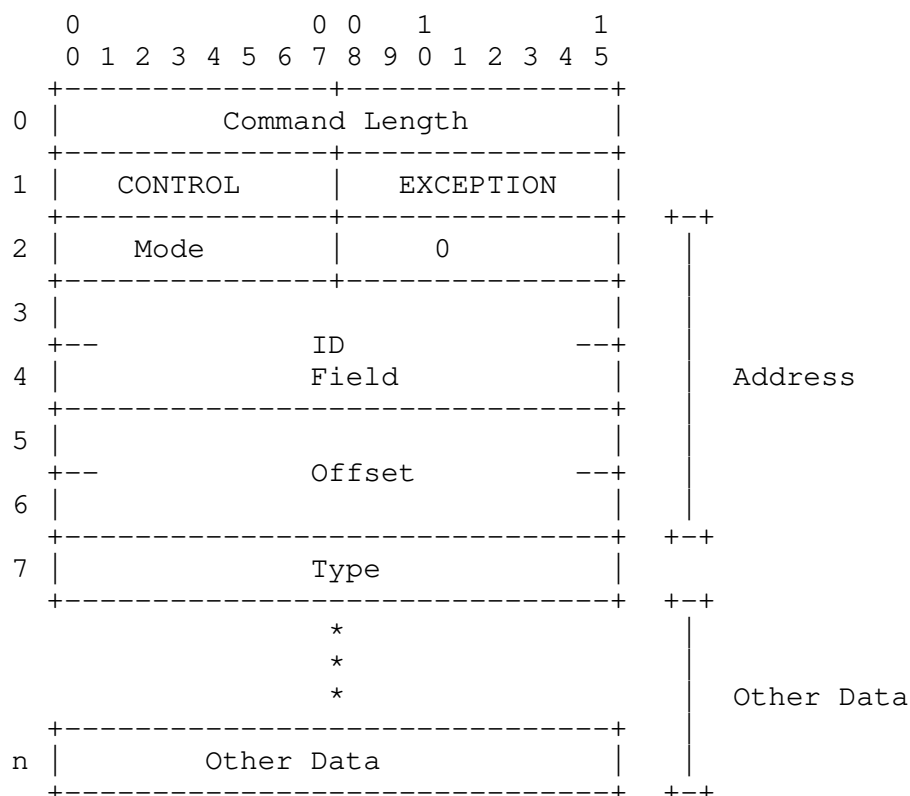 0 0 0 1 1
0 1 2 3 4 5 6 7 8 9 0 1 2 3 4 5
0 Command Length
1 CONTROL EXCEPTION
2 Mode 0
3
ID
4 Field Address
5
Offset
6
7 Type
*
*
* Other Data
n Other Data